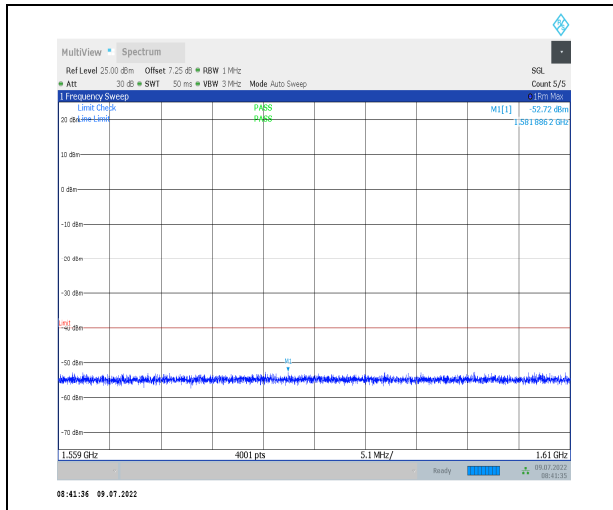 MultiView Spectrum
Ref Level 25.00 dBm Offset 7.25 dB RBW 1 MHz SGL
Att 30 dB SWT 50 ms VBW 3 MHz Mode Auto Sweep Count 5/5
1 Frequency Sweep 1Rm Max
Limit Check PASS M1[1] -52.72 dBm
Line Limit PASS 1.581 886 2 GHz
20 dBm
10 dBm
0 dBm
-10 dBm
-20 dBm
-30 dBm
Limit
-40 dBm
M1
-50 dBm
-60 dBm
-70 dBm
1.559 GHz 4001 pts 5.1 MHz/ 1.61 GHz
Ready 09.07.2022
08:41:35
08:41:36 09.07.2022